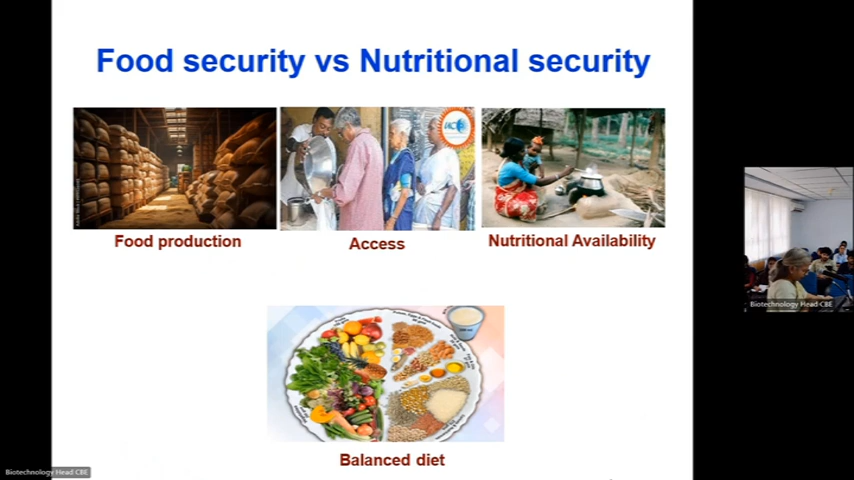 Food security vs Nutritional security
Food production
Access
Nutritional Availability
Balanced diet
Biotechnology Head CBE
Biotechnology Head CBE